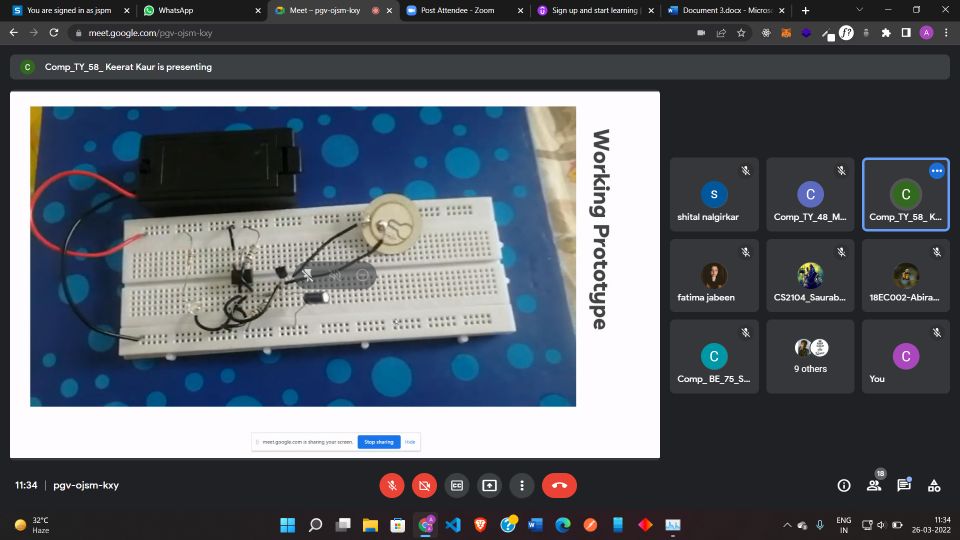 You are signed in as jspm
WhatsApp
Meet – pgv-ojsm-kxy
Post Attendee - Zoom
Sign up and start learning |
Document 3.docx - Micros
meet.google.com/pgv-ojsm-kxy
A
C Comp_TY_58_ Keerat Kaur is presenting
Working Prototype
meet.google.com is sharing your screen.
Stop sharing
Hide
s
shital nalgirkar
C
Comp_TY_48_M...
C
Comp_TY_58_ K...
fatima jabeen
CS2104_Saurab...
18EC002-Abira...
C
Comp_ BE_75_S...
9 others
A
You
11:34 | pgv-ojsm-kxy
18
32°C
Haze
ENG
IN
11:34
26-03-2022